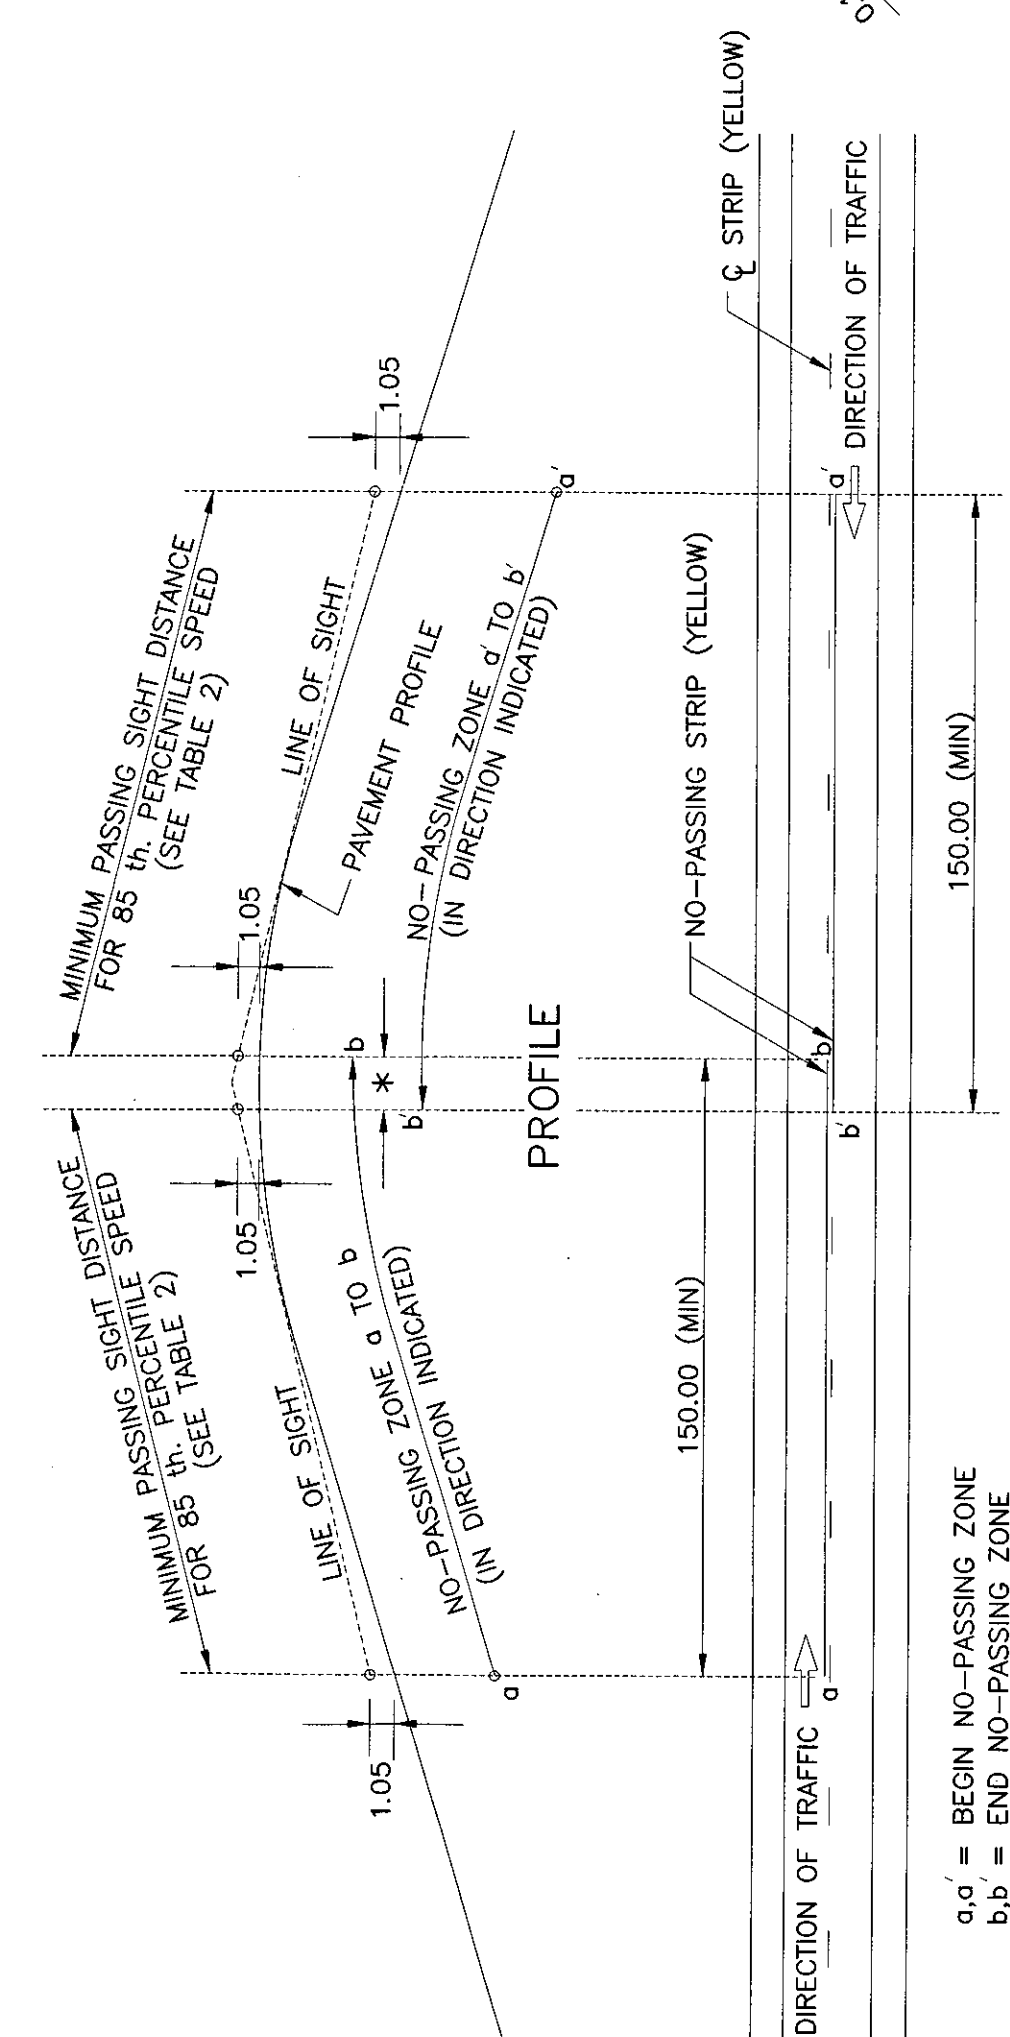 MINIMUM PASSING SIGHT DISTANCE
FOR 85 th. PERCENTILE SPEED
(SEE TABLE 2)
MINIMUM PASSING SIGHT DISTANCE
FOR 85 th. PERCENTILE SPEED
(SEE TABLE 2)
1.05
1.05
1.05
1.05
LINE OF SIGHT
LINE OF SIGHT
PAVEMENT PROFILE
NO-PASSING ZONE a TO b
(IN DIRECTION INDICATED)
NO-PASSING ZONE a' TO b'
(IN DIRECTION INDICATED)
a
b
*
b'
a'
PROFILE
150.00 (MIN)
NO-PASSING STRIP (YELLOW)
℄ STRIP (YELLOW)
DIRECTION OF TRAFFIC
a
b
b'
a'
DIRECTION OF TRAFFIC
150.00 (MIN)
a,a' = BEGIN NO-PASSING ZONE
b,b' = END NO-PASSING ZONE